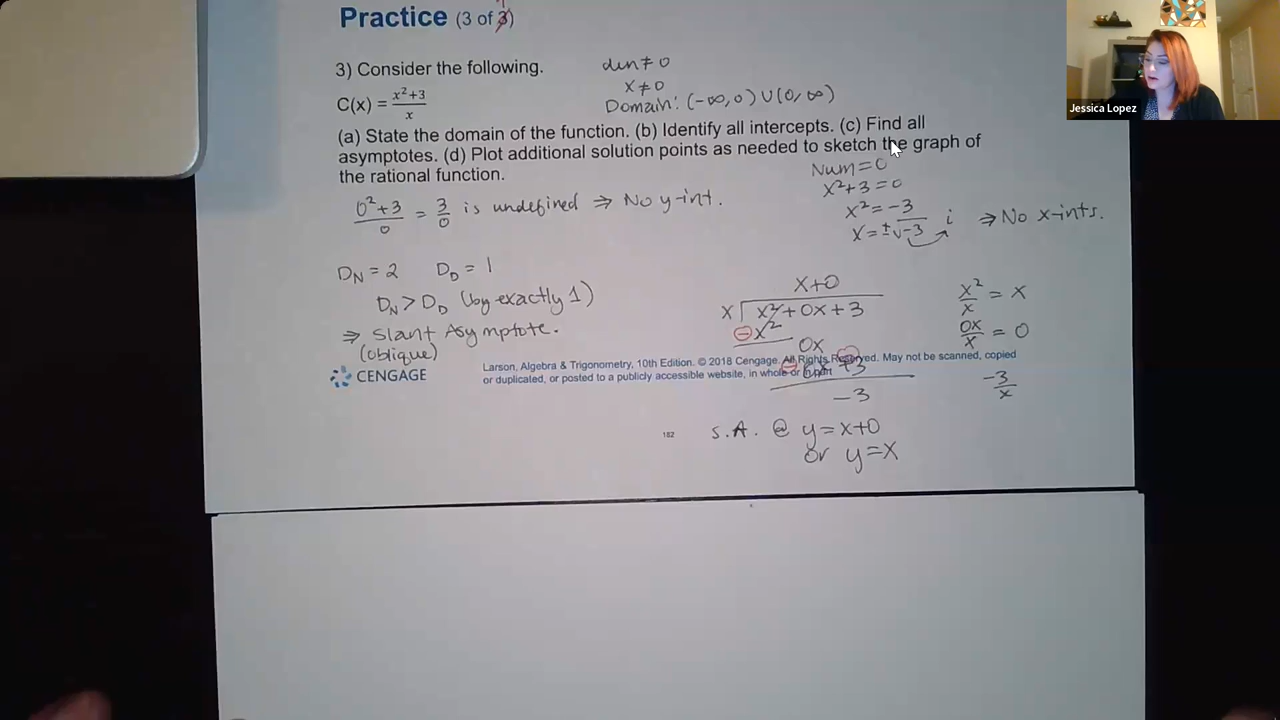 Practice (3 of 3)
Jessica Lopez
3) Consider the following.
den≠0
x≠0
C(x) = x²+3 / x
Domain: (-∞,0)∪(0,∞)
(a) State the domain of the function. (b) Identify all intercepts. (c) Find all
asymptotes. (d) Plot additional solution points as needed to sketch the graph of
the rational function.
Num=0
x²+3=0
x²=-3
x=±√-3 i ⇒No x-ints.
0²+3 / 0 = 3/0 is undefined ⇒ No y-int.
D_N = 2 D_D = 1
D_N > D_D (by exactly 1)
⇒ Slant Asymptote.
(oblique)
x+0
x √ x²+0x+3
-x²
0x
+3
-3
x²/x = x
0x/x = 0
-3/x
CENGAGE
Larson, Algebra & Trigonometry, 10th Edition. © 2018 Cengage. All Rights Reserved. May not be scanned, copied
or duplicated, or posted to a publicly accessible website, in whole or in part
182
S.A. @ y=x+0
or y=x